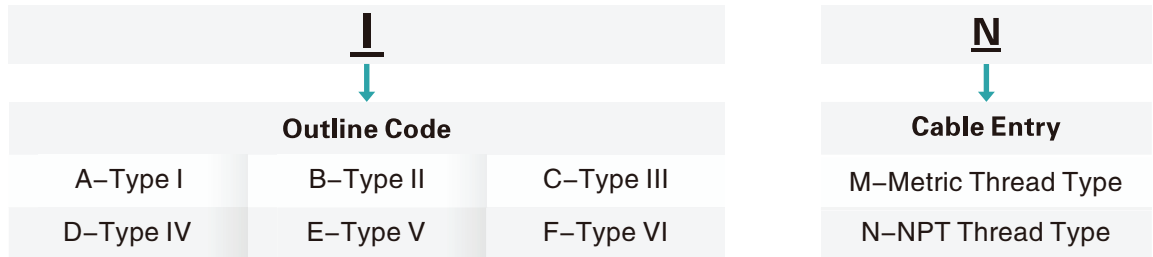 I N
Outline Code Cable Entry
A–Type I B–Type II C–Type III M–Metric Thread Type
D–Type IV E–Type V F–Type VI N–NPT Thread Type